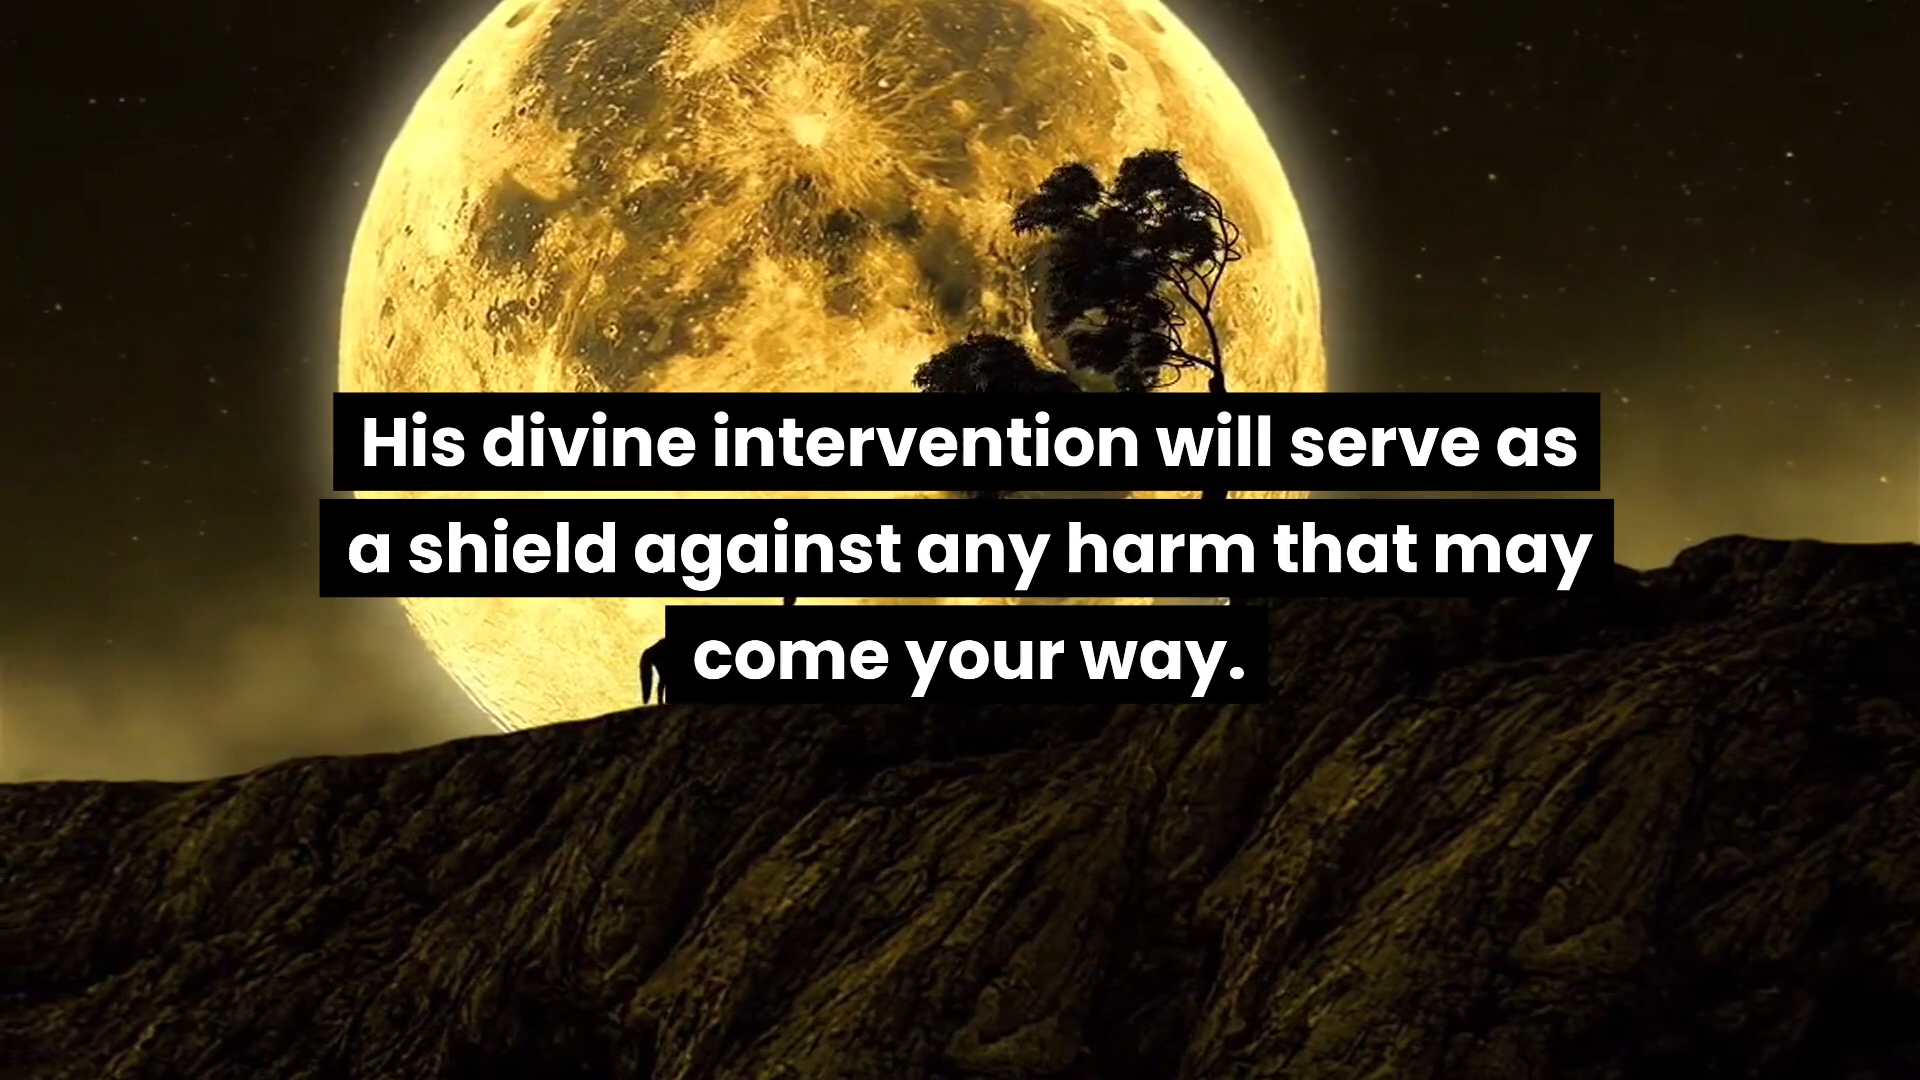 His divine intervention will serve as
a shield against any harm that may
come your way.